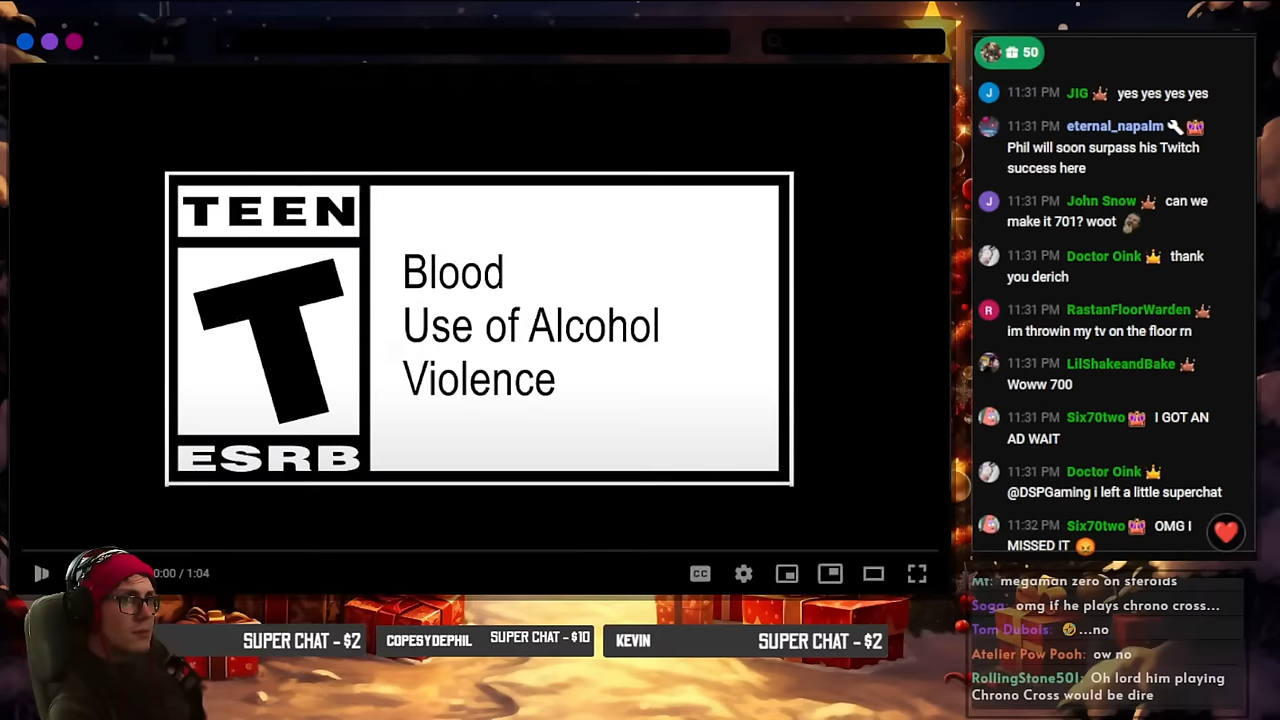 TEEN
T
ESRB
Blood
Use of Alcohol
Violence
0:00 / 1:04
CC
SUPER CHAT – $2
COPESYDEPHIL
SUPER CHAT – $10
KEVIN
SUPER CHAT – $2
50
J 11:31 PM JIG yes yes yes yes
11:31 PM eternal_napalm
Phil will soon surpass his Twitch
success here
J 11:31 PM John Snow can we
make it 701? woot
11:31 PM Doctor Oink thank
you derich
R 11:31 PM RastanFloorWarden
im throwin my tv on the floor rn
11:31 PM LilShakeandBake
Woww 700
11:31 PM Six70two I GOT AN
AD WAIT
11:31 PM Doctor Oink
@DSPGaming i left a little superchat
11:32 PM Six70two OMG I
MISSED IT
megaman zero on steroids
Soga: omg if he plays chrono cross...
Tom Dubois: ...no
Atelier Pow Pooh: ow no
RollingStone501: Oh lord him playing
Chrono Cross would be dire